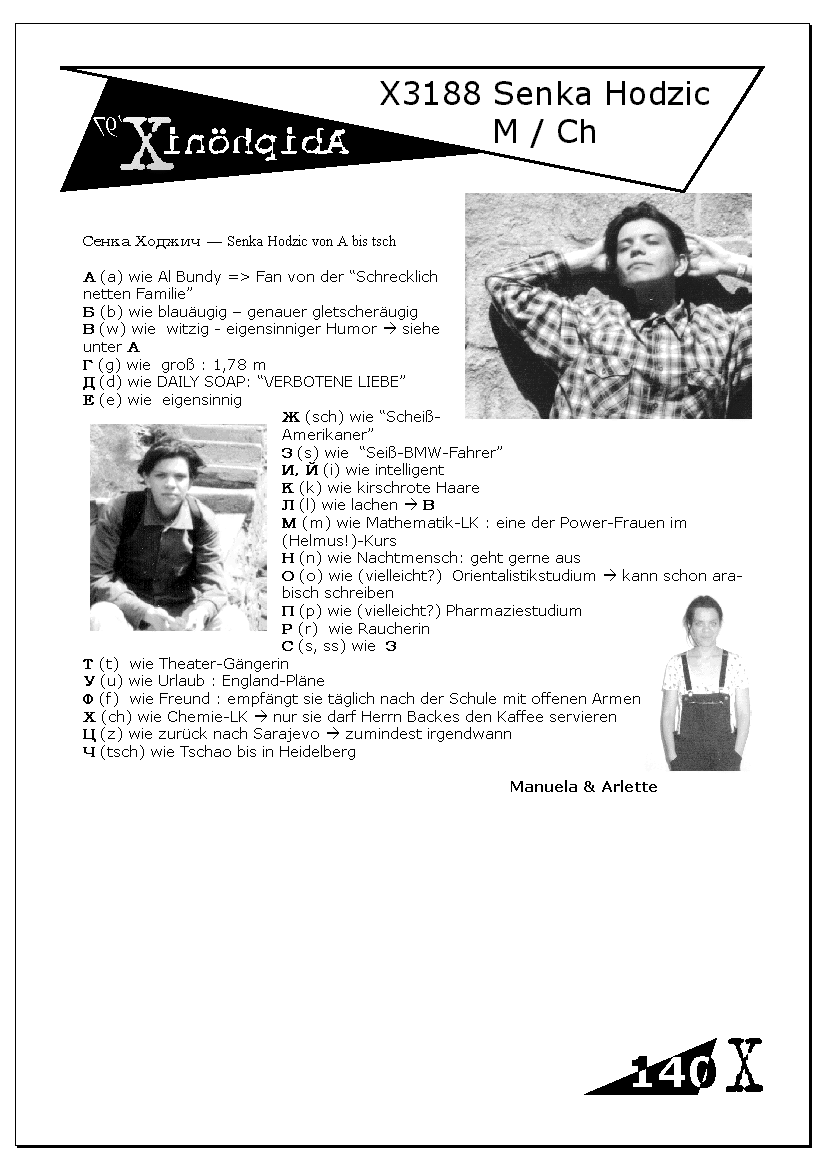 X3188 Senka Hodzic
M / Ch
Abiphönix '97
Сенка Ходжич — Senka Hodzic von A bis tsch
А (a) wie Al Bundy => Fan von der “Schrecklich
netten Familie”
Б (b) wie blauäugig – genauer gletscheräugig
В (w) wie witzig - eigensinniger Humor → siehe
unter А
Г (g) wie groß : 1,78 m
Д (d) wie DAILY SOAP: “VERBOTENE LIEBE”
Е (e) wie eigensinnig
Ж (sch) wie “Scheiß-
Amerikaner”
З (s) wie “Seiß-BMW-Fahrer”
И, Й (i) wie intelligent
К (k) wie kirschrote Haare
Л (l) wie lachen → В
М (m) wie Mathematik-LK : eine der Power-Frauen im
(Helmus!)-Kurs
Н (n) wie Nachtmensch: geht gerne aus
О (o) wie (vielleicht?) Orientalistikstudium → kann schon ara-
bisch schreiben
П (p) wie (vielleicht?) Pharmaziestudium
Р (r) wie Raucherin
С (s, ss) wie З
Т (t) wie Theater-Gängerin
У (u) wie Urlaub : England-Pläne
Ф (f) wie Freund : empfängt sie täglich nach der Schule mit offenen Armen
Х (ch) wie Chemie-LK → nur sie darf Herrn Backes den Kaffee servieren
Ц (z) wie zurück nach Sarajevo → zumindest irgendwann
Ч (tsch) wie Tschao bis in Heidelberg
Manuela & Arlette
140 X